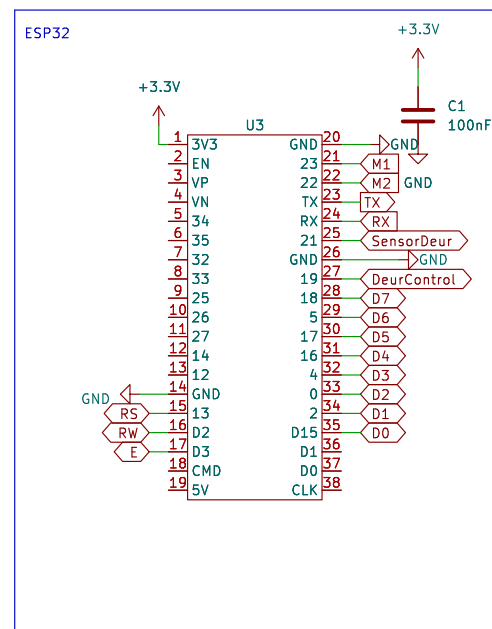 ESP32
+3.3V
+3.3V
C1
100nF
U3
GND
1 3V3 GND 20 GND
2 EN 23 21 M1
3 VP 22 22 M2
4 VN TX 23 TX
5 34 RX 24 RX
6 35 21 25 SensorDeur
7 32 GND 26 GND
8 33 19 27 DeurControl
9 25 18 28 D7
10 26 5 29 D6
11 27 17 30 D5
12 14 16 31 D4
13 12 4 32 D3
GND 14 GND 0 33 D2
RS 15 13 2 34 D1
RW 16 D2 D15 35 D0
E 17 D3 D1 36
18 CMD D0 37
19 5V CLK 38